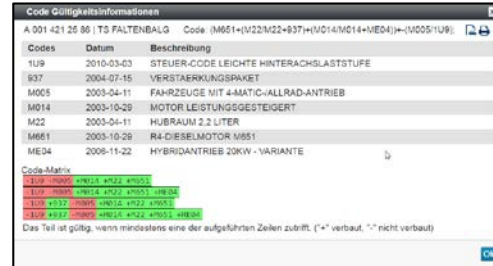 Code Gültigkeitsinformationen
A 001 421 25 86 | TS FALTENBALG Code: (M651+(M22/M22+937)+(M014/M014+ME04))+-(M005/1U9);
Codes Datum Beschreibung
1U9 2010-03-03 STEUER-CODE LEICHTE HINTERACHSLASTSTUFE
937 2004-07-15 VERSTAERKUNGSPAKET
M005 2003-04-11 FAHRZEUGE MIT 4-MATIC-/ALLRAD-ANTRIEB
M014 2003-10-29 MOTOR LEISTUNGSGESTEIGERT
M22 2003-04-11 HUBRAUM 2,2 LITER
M651 2003-10-29 R4-DIESELMOTOR M651
ME04 2006-11-22 HYBRIDANTRIEB 20KW - VARIANTE
Code-Matrix
-1U9 -M005 +M014 +M22 +M651
-1U9 -M005 +M014 +M22 +M651 +ME04
-1U9 +937 -M005 +M014 +M22 +M651
-1U9 +937 -M005 +M014 +M22 +M651 +ME04
Das Teil ist gültig, wenn mindestens eine der aufgeführten Zeilen zutrifft. ("+" verbaut, "-" nicht verbaut)
Ok